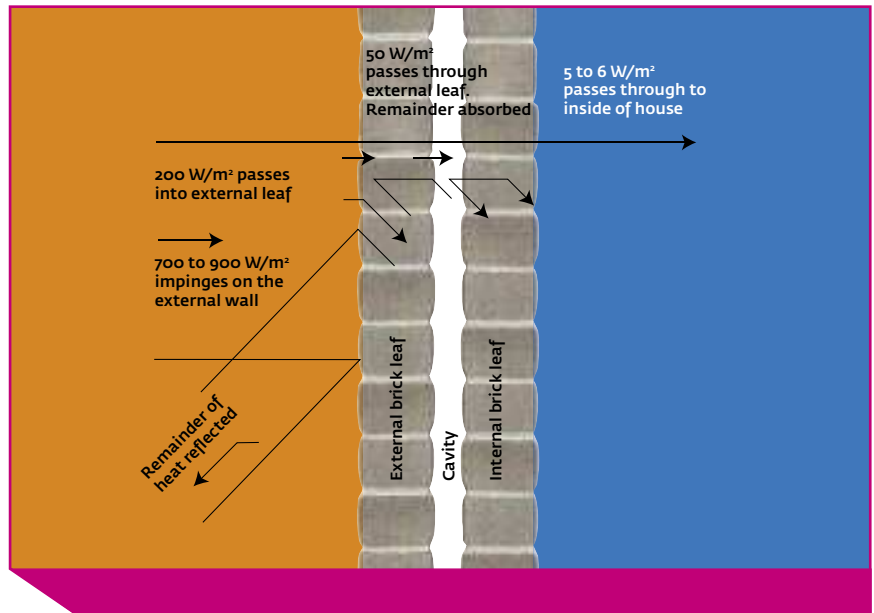 50 W/m²
passes through
external leaf.
Remainder absorbed
5 to 6 W/m²
passes through to
inside of house
200 W/m² passes
into external leaf
700 to 900 W/m²
impinges on the
external wall
Remainder of
heat reflected
External brick leaf
Cavity
Internal brick leaf